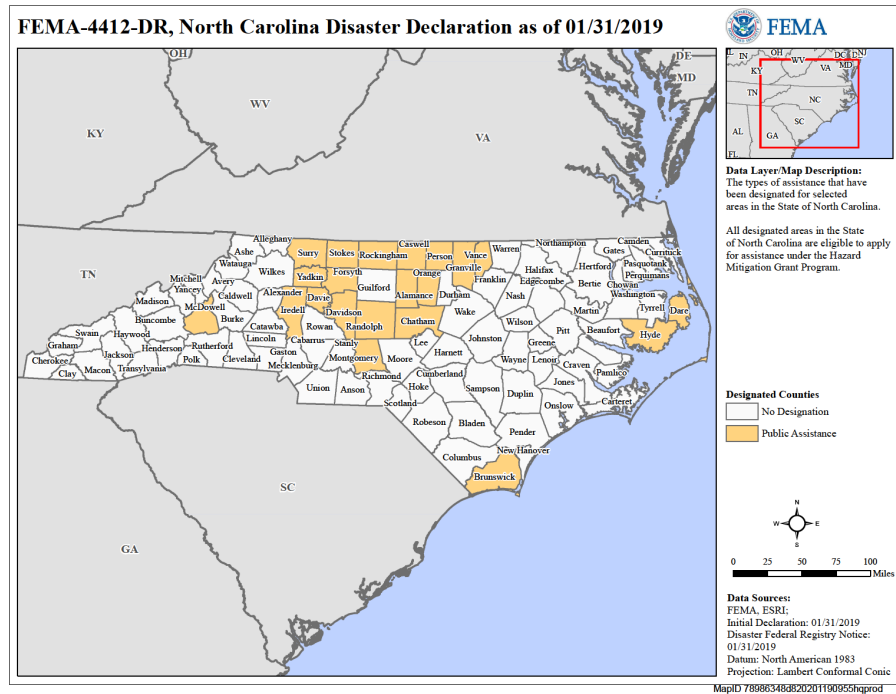 FEMA-4412-DR, North Carolina Disaster Declaration as of 01/31/2019
FEMA
OH
DE
MD
WV
KY
VA
TN
SC
GA
Alleghany
Ashe
Surry
Stokes
Rockingham
Caswell
Person
Vance
Granville
Warren
Northampton
Gates
Camden
Currituck
Pasquotank
Perquimans
Chowan
Hertford
Halifax
Bertie
Washington
Watauga
Wilkes
Yadkin
Forsyth
Guilford
Orange
Alamance
Durham
Franklin
Nash
Edgecombe
Martin
Tyrrell
Dare
Mitchell
Yancey
Avery
Caldwell
Alexander
Iredell
Davie
Davidson
Randolph
Chatham
Wake
Wilson
Pitt
Beaufort
Hyde
Madison
Buncombe
McDowell
Burke
Catawba
Rowan
Lincoln
Cabarrus
Stanly
Montgomery
Moore
Lee
Harnett
Johnston
Greene
Wayne
Lenoir
Craven
Pamlico
Swain
Haywood
Graham
Cherokee
Clay
Macon
Jackson
Transylvania
Henderson
Polk
Rutherford
Cleveland
Gaston
Mecklenburg
Union
Anson
Richmond
Scotland
Hoke
Cumberland
Sampson
Duplin
Jones
Onslow
Carteret
Robeson
Bladen
Pender
Columbus
New Hanover
Brunswick
IN
OH
WV
DC
NJ
MD
KY
VA
TN
NC
SC
AL
GA
FL
Data Layer/Map Description:
The types of assistance that have
been designated for selected
areas in the State of North Carolina.
All designated areas in the State
of North Carolina are eligible to apply
for assistance under the Hazard
Mitigation Grant Program.
Designated Counties
No Designation
Public Assistance
N
W E
S
0 25 50 75 100
Miles
Data Sources:
FEMA, ESRI;
Initial Declaration: 01/31/2019
Disaster Federal Registry Notice:
01/31/2019
Datum: North American 1983
Projection: Lambert Conformal Conic
MapID 78986348d820201190955hqprod